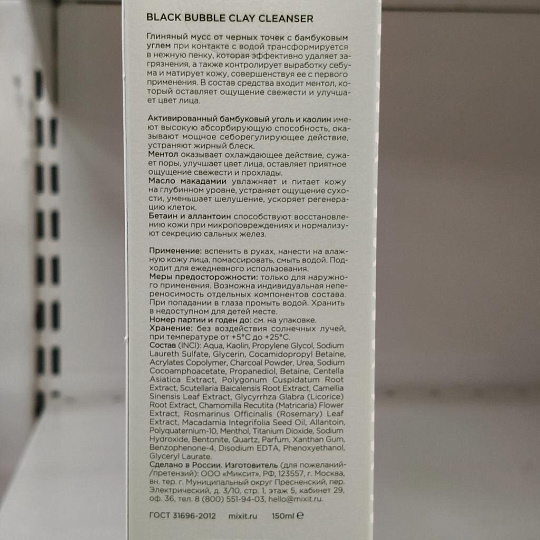 BLACK BUBBLE CLAY CLEANSER
Глиняный мусс от черных точек с бамбуковым
углем при контакте с водой трансформируется
в нежную пенку, которая эффективно удаляет за-
грязнения, а также контролирует выработку себу-
ма и матирует кожу, совершенствуя ее с первого
применения. В состав средства входит ментол, ко-
торый оставляет ощущение свежести и улучша-
ет цвет лица.
Активированный бамбуковый уголь и каолин име-
ют высокую абсорбирующую способность, ока-
зывают мощное себорегулирующее действие,
устраняют жирный блеск.
Ментол оказывает охлаждающее действие, сужа-
ет поры, улучшает цвет лица, оставляет приятное
ощущение свежести и прохлады.
Масло макадамии увлажняет и питает кожу
на глубинном уровне, устраняет ощущение сухо-
сти, уменьшает шелушение, ускоряет регенера-
цию клеток.
Бетаин и аллантоин способствуют восстановле-
нию кожи при микроповреждениях и нормализу-
ют секрецию сальных желез.
Применение: вспенить в руках, нанести на влаж-
ную кожу лица, помассировать, смыть водой. Под-
ходит для ежедневного использования.
Меры предосторожности: только для наружно-
го применения. Возможна индивидуальная непе-
реносимость отдельных компонентов состава.
При попадании в глаза промыть водой. Хранить
в недоступном для детей месте.
Номер партии и годен до: см. на упаковке.
Хранение: без воздействия солнечных лучей,
при температуре от +5°C до +25°C.
Состав (INCI): Aqua, Kaolin, Propylene Glycol, Sodium
Laureth Sulfate, Glycerin, Cocamidopropyl Betaine,
Acrylates Copolymer, Charcoal Powder, Urea, Sodium
Cocoamphoacetate, Propanediol, Betaine, Centella
Asiatica Extract, Polygonum Cuspidatum Root
Extract, Scutellaria Baicalensis Root Extract, Camellia
Sinensis Leaf Extract, Glycyrrhiza Glabra (Licorice)
Root Extract, Chamomilla Recutita (Matricaria) Flower
Extract, Rosmarinus Officinalis (Rosemary) Leaf
Extract, Macadamia Integrifolia Seed Oil, Allantoin,
Polyquaternium-10, Menthol, Titanium Dioxide, Sodium
Hydroxide, Bentonite, Quartz, Parfum, Xanthan Gum,
Benzophenone-4, Disodium EDTA, Phenoxyethanol,
Glyceryl Laurate.
Сделано в России. Изготовитель (для пожеланий/
/претензий): ООО «Миксит», РФ, 123557, г. Москва,
вн. тер. г. Муниципальный округ Пресненский, пер.
Электрический, д. 3/10, стр. 1, этаж 5, кабинет 29,
оф. 36, тел. 8 (800) 551-94-03, hello@mixit.ru.
ГОСТ 31696-2012 mixit.ru 150ml ℮